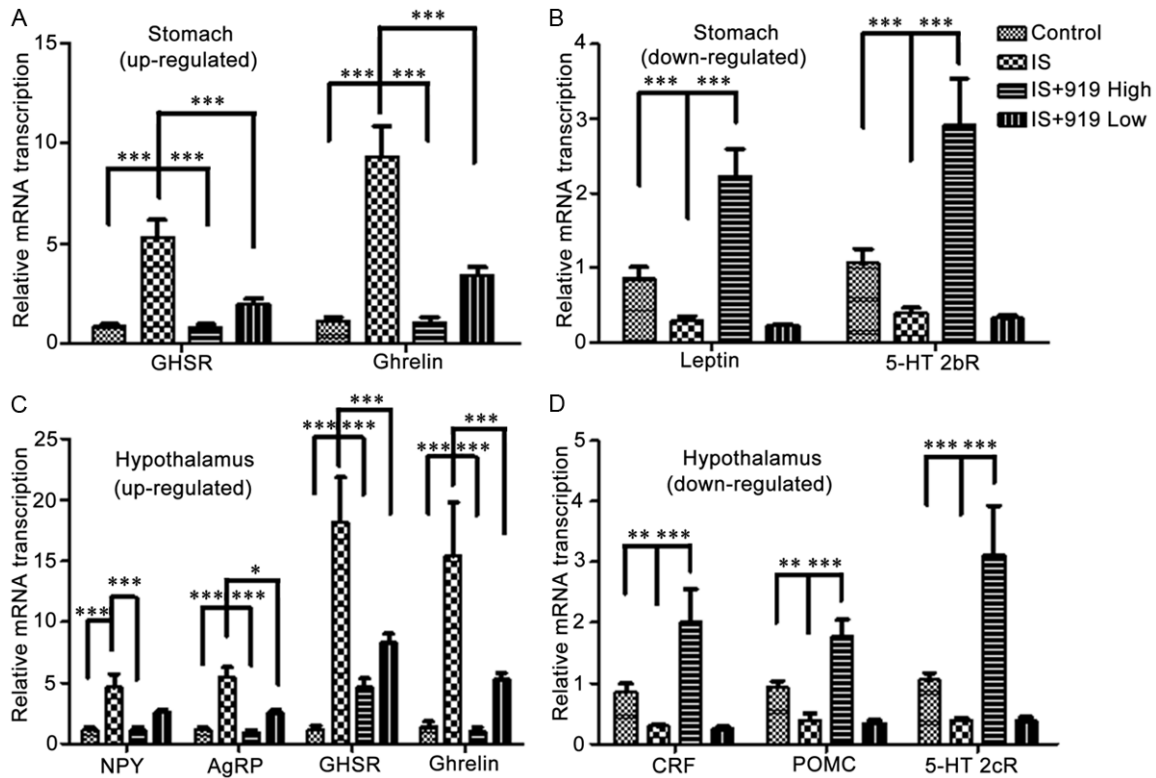 A
Stomach
(up-regulated)
Relative mRNA transcription
15
10
5
0
***
*** ***
***
*** ***
GHSR
Ghrelin
B
Stomach
(down-regulated)
Relative mRNA transcription
4
3
2
1
0
*** ***
*** ***
Leptin
5-HT 2bR
Control
IS
IS+919 High
IS+919 Low
C
Hypothalamus
(up-regulated)
Relative mRNA transcription
25
20
15
10
5
0
***
***
*
*** ***
***
*** ***
***
*** ***
NPY
AgRP
GHSR
Ghrelin
D
Hypothalamus
(down-regulated)
Relative mRNA transcription
5
4
3
2
1
0
** ***
** ***
*** ***
CRF
POMC
5-HT 2cR